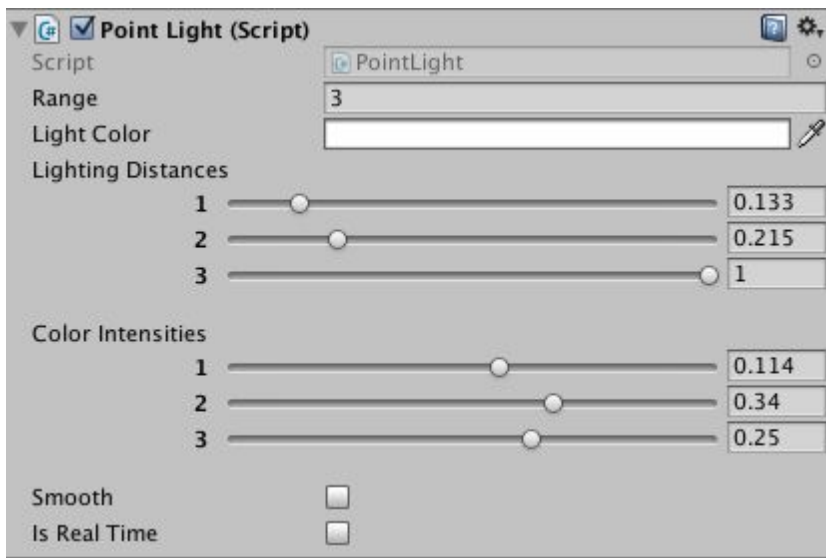 Point Light (Script)
Script PointLight
Range 3
Light Color
Lighting Distances
1 0.133
2 0.215
3 1
Color Intensities
1 0.114
2 0.34
3 0.25
Smooth
Is Real Time